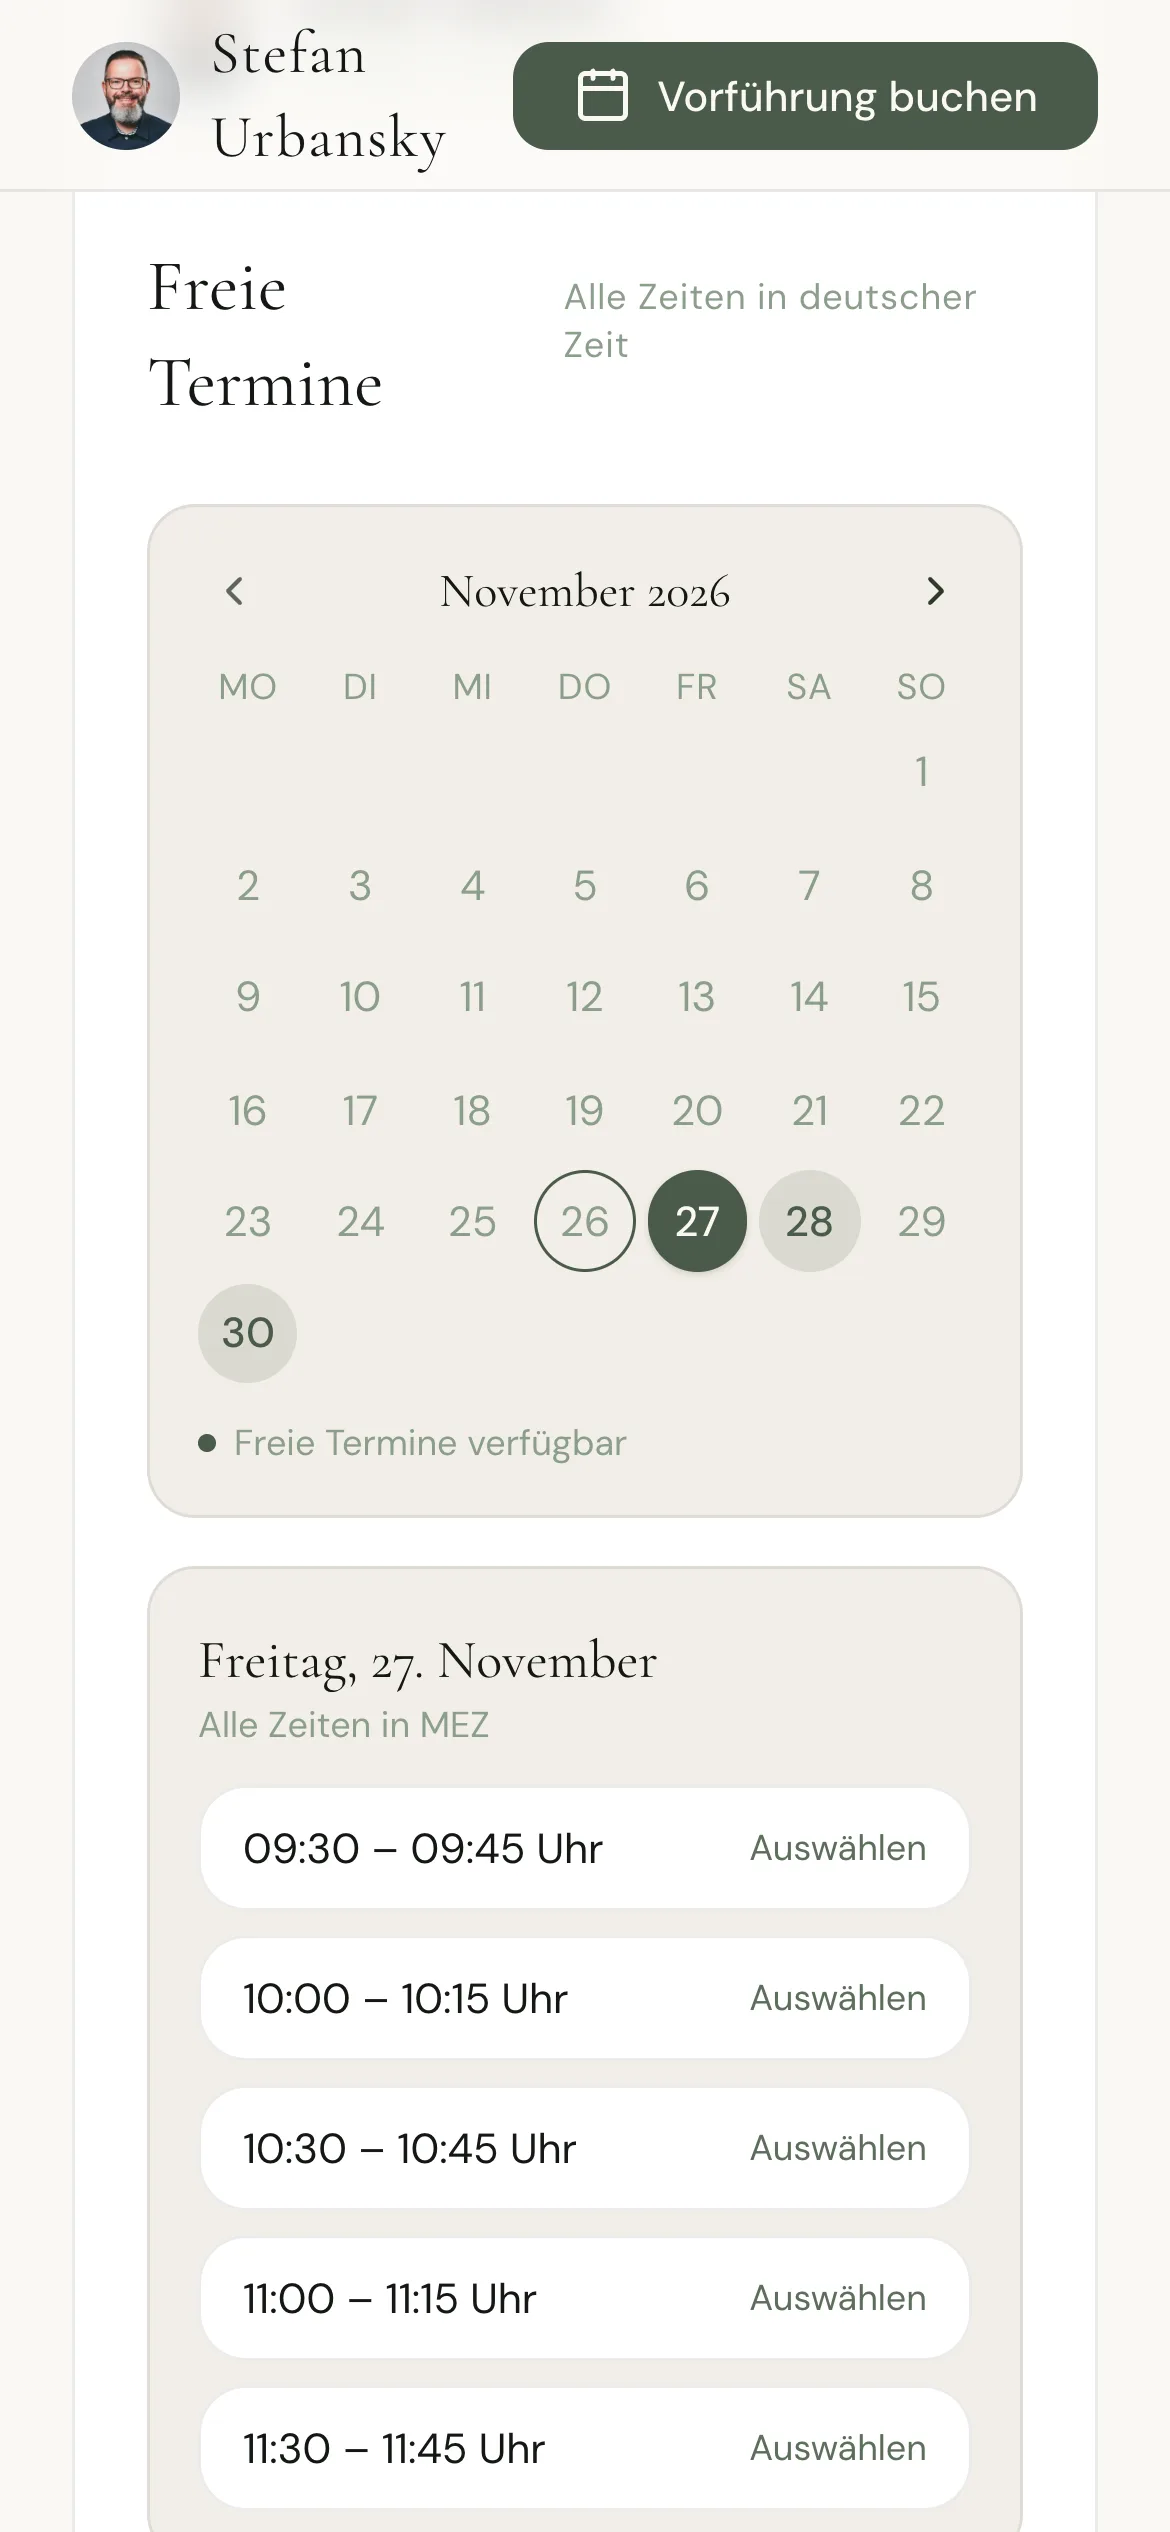 Stefan
Urbansky
Vorführung buchen
Freie
Termine
Alle Zeiten in deutscher
Zeit
November 2026
MO DI MI DO FR SA SO
1
2 3 4 5 6 7 8
9 10 11 12 13 14 15
16 17 18 19 20 21 22
23 24 25 26 27 28 29
30
Freie Termine verfügbar
Freitag, 27. November
Alle Zeiten in MEZ
09:30 – 09:45 Uhr Auswählen
10:00 – 10:15 Uhr Auswählen
10:30 – 10:45 Uhr Auswählen
11:00 – 11:15 Uhr Auswählen
11:30 – 11:45 Uhr Auswählen